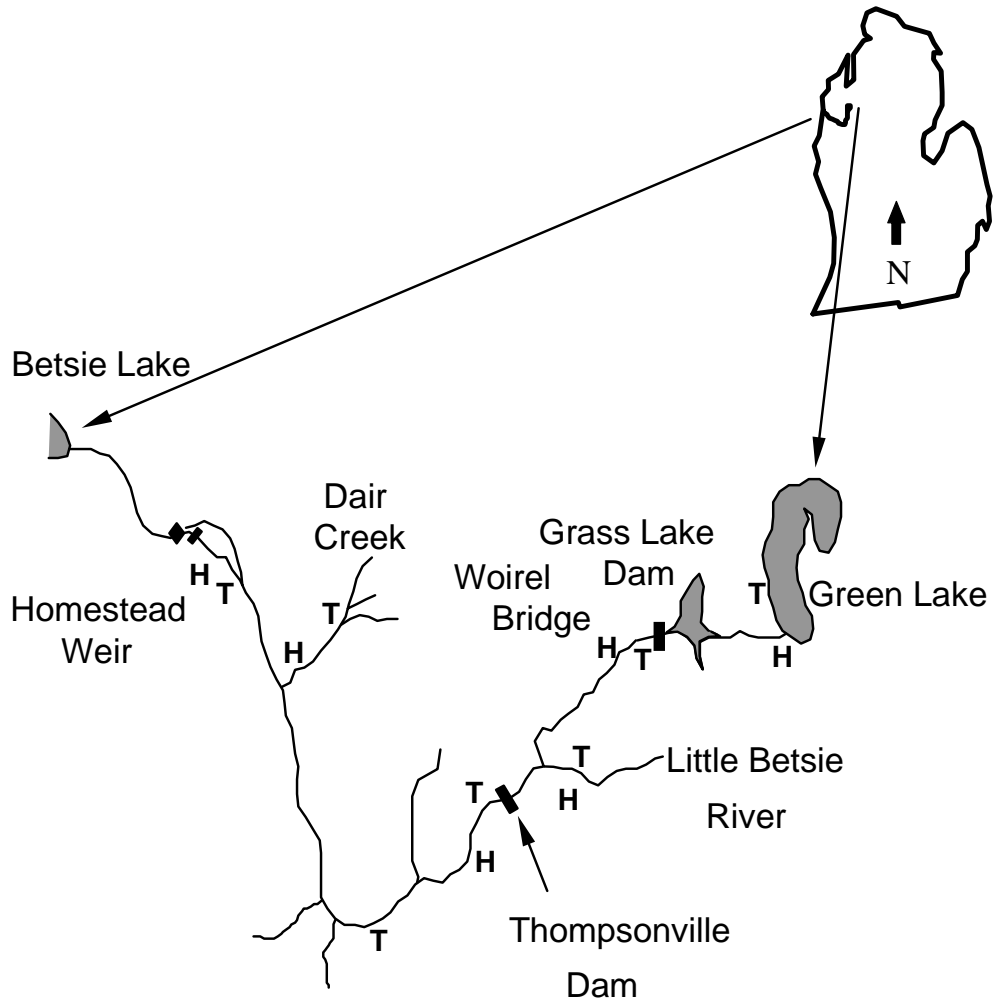 N
Betsie Lake
Dair
Creek
Grass Lake
Dam
Woirel
Bridge
T
Green Lake
H
T
Homestead
Weir
T
H
H
T
H
T
Little Betsie
River
T
H
H
T
Thompsonville
Dam